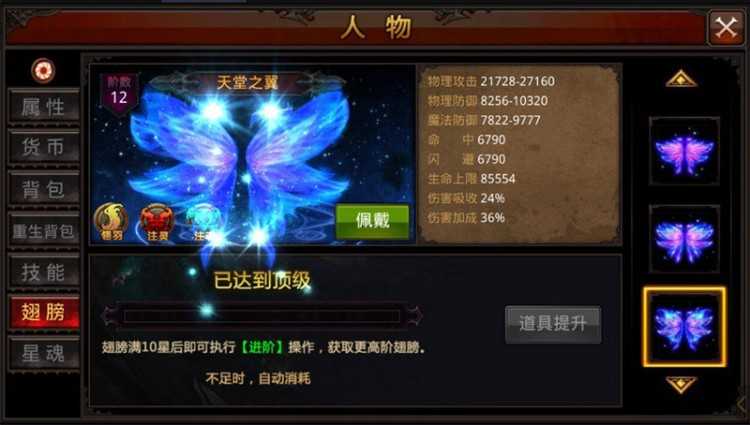 人 物
属 性
货 币
背 包
重生背包
技 能
翅 膀
星 魂
阶数
12
天堂之翼
注灵
佩戴
物理攻击 21728-27160
物理防御 8256-10320
魔法防御 7822-9777
命 中 6790
闪 避 6790
生命上限 85554
伤害吸收 24%
伤害加成 36%
已达到顶级
道具提升
翅膀满10星后即可执行【进阶】操作，获取更高阶翅膀。
不足时，自动消耗